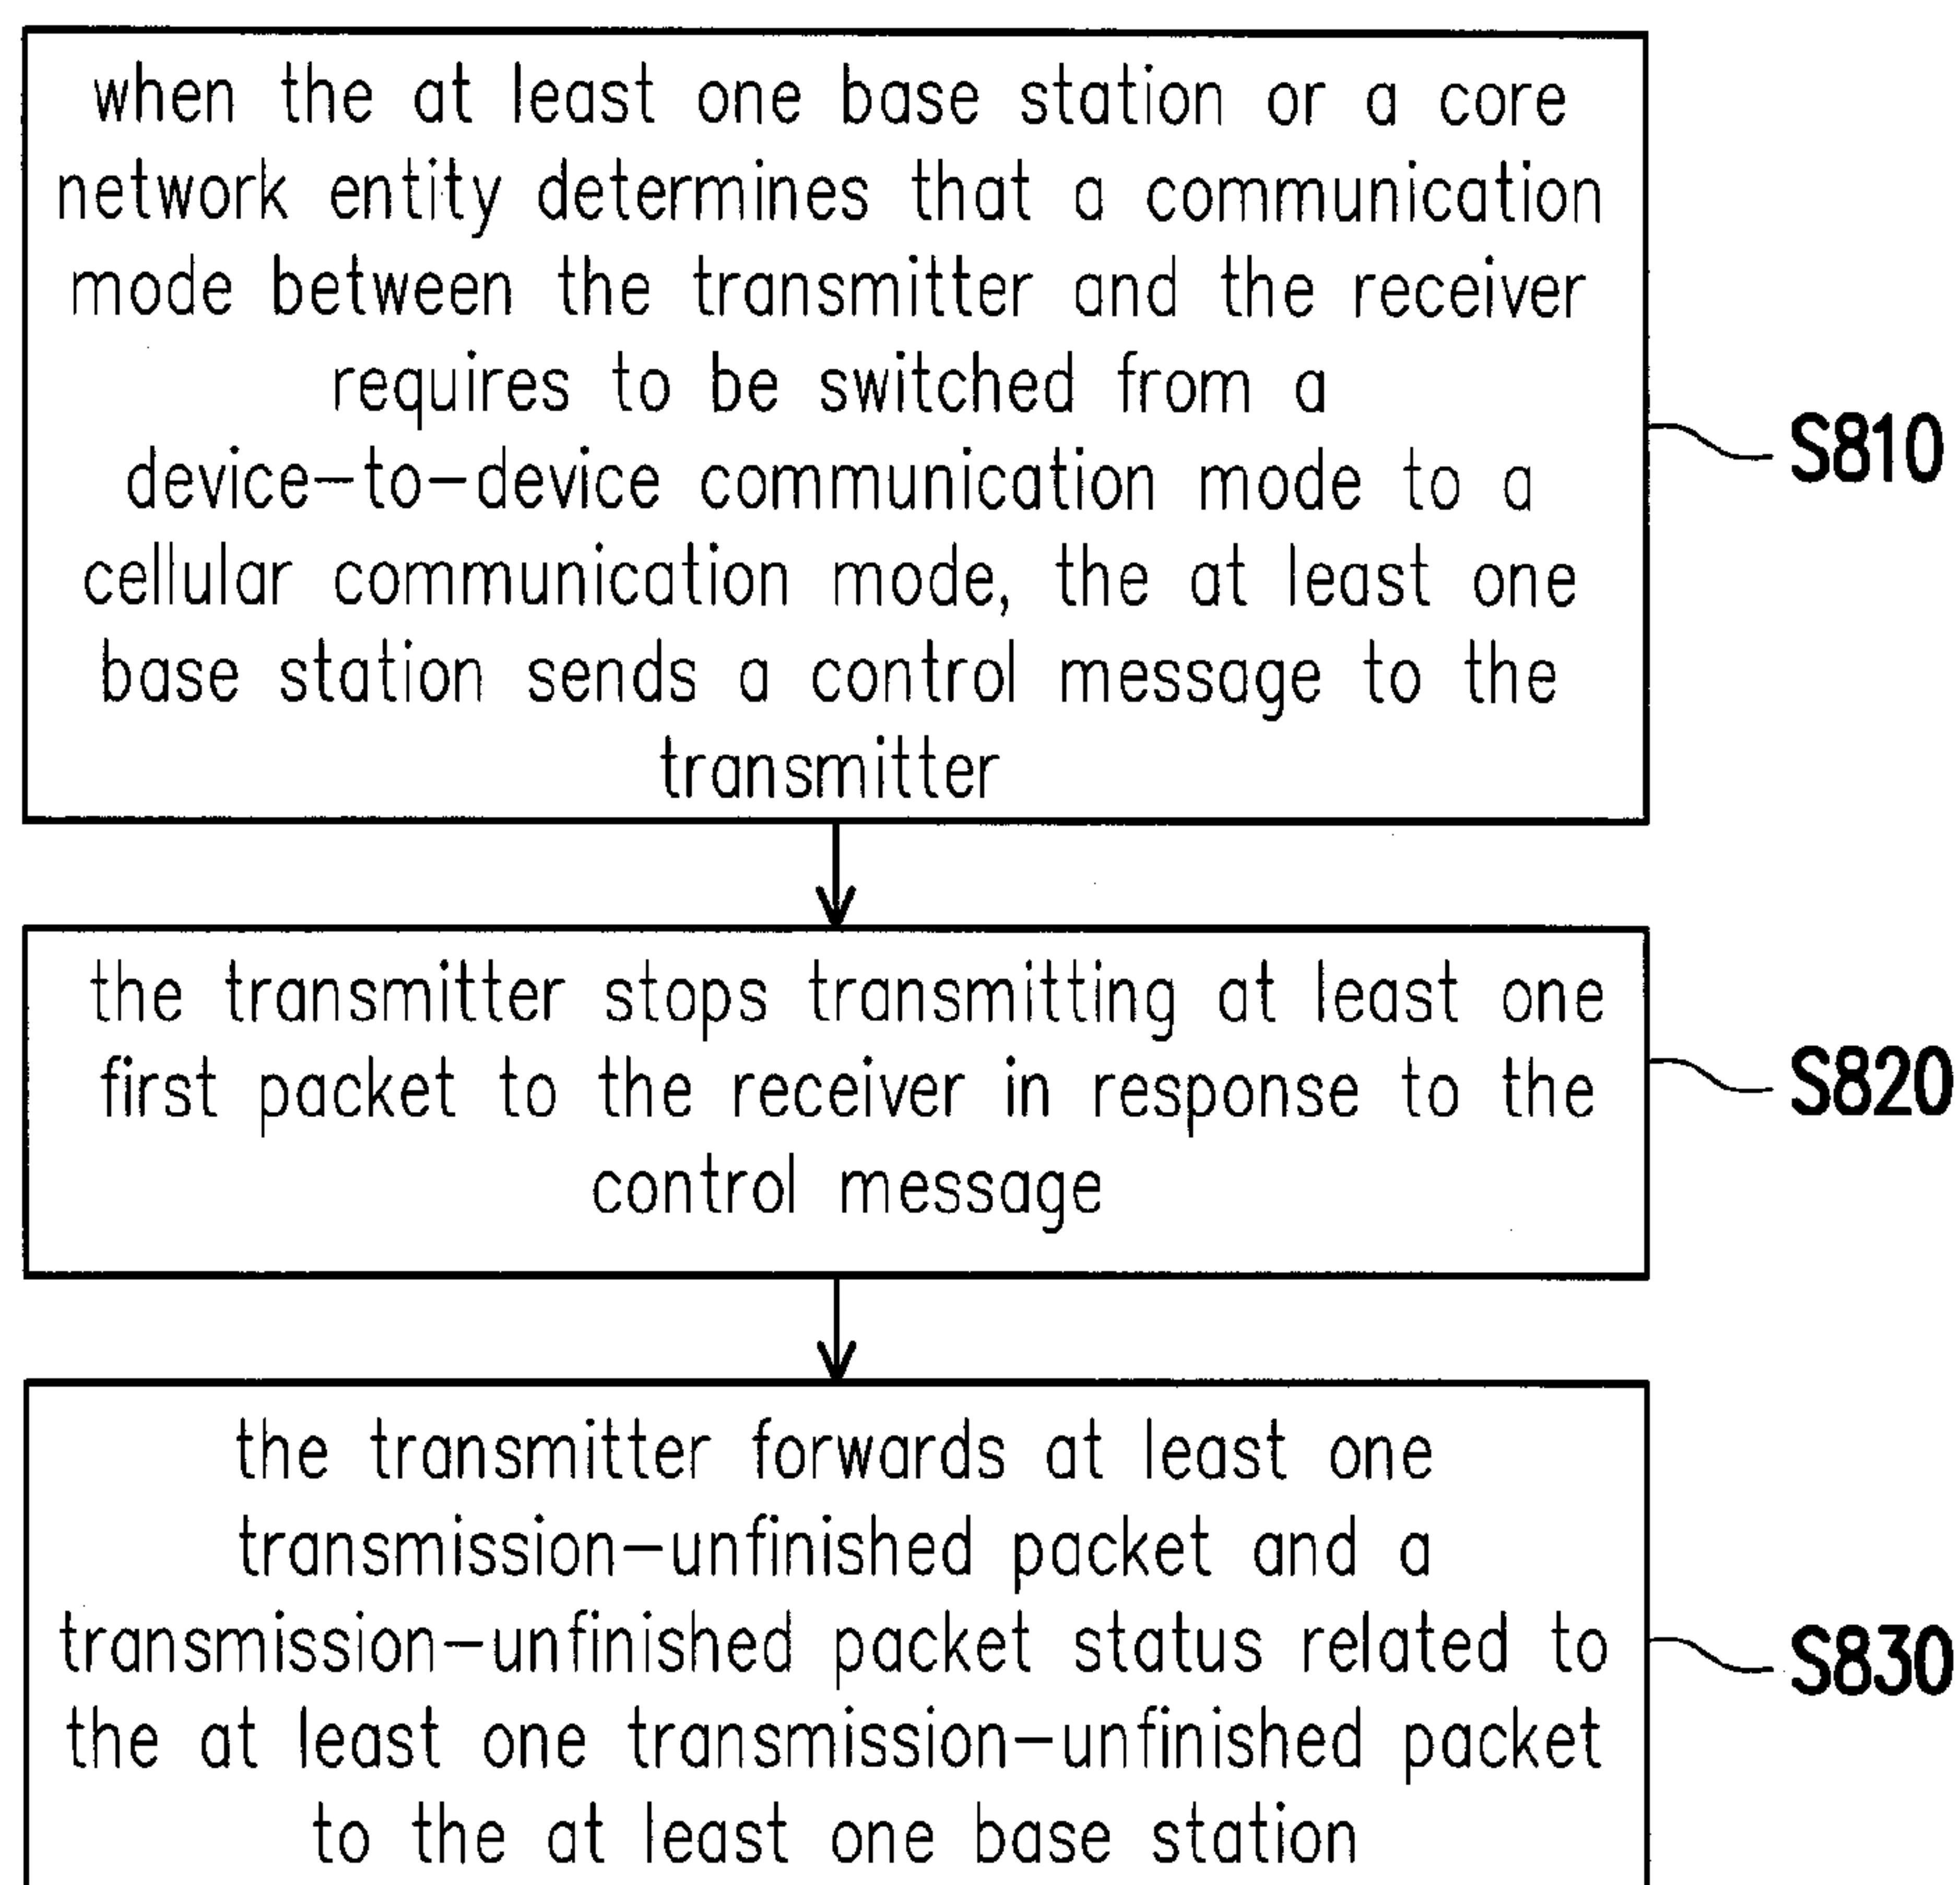 when the at least one base station or a core
network entity determines that a communication
mode between the transmitter and the receiver
requires to be switched from a
device-to-device communication mode to a
cellular communication mode, the at least one
base station sends a control message to the
transmitter
S810
the transmitter stops transmitting at least one
first packet to the receiver in response to the
control message
S820
the transmitter forwards at least one
transmission-unfinished packet and a
transmission-unfinished packet status related to
the at least one transmission-unfinished packet
to the at least one base station
S830